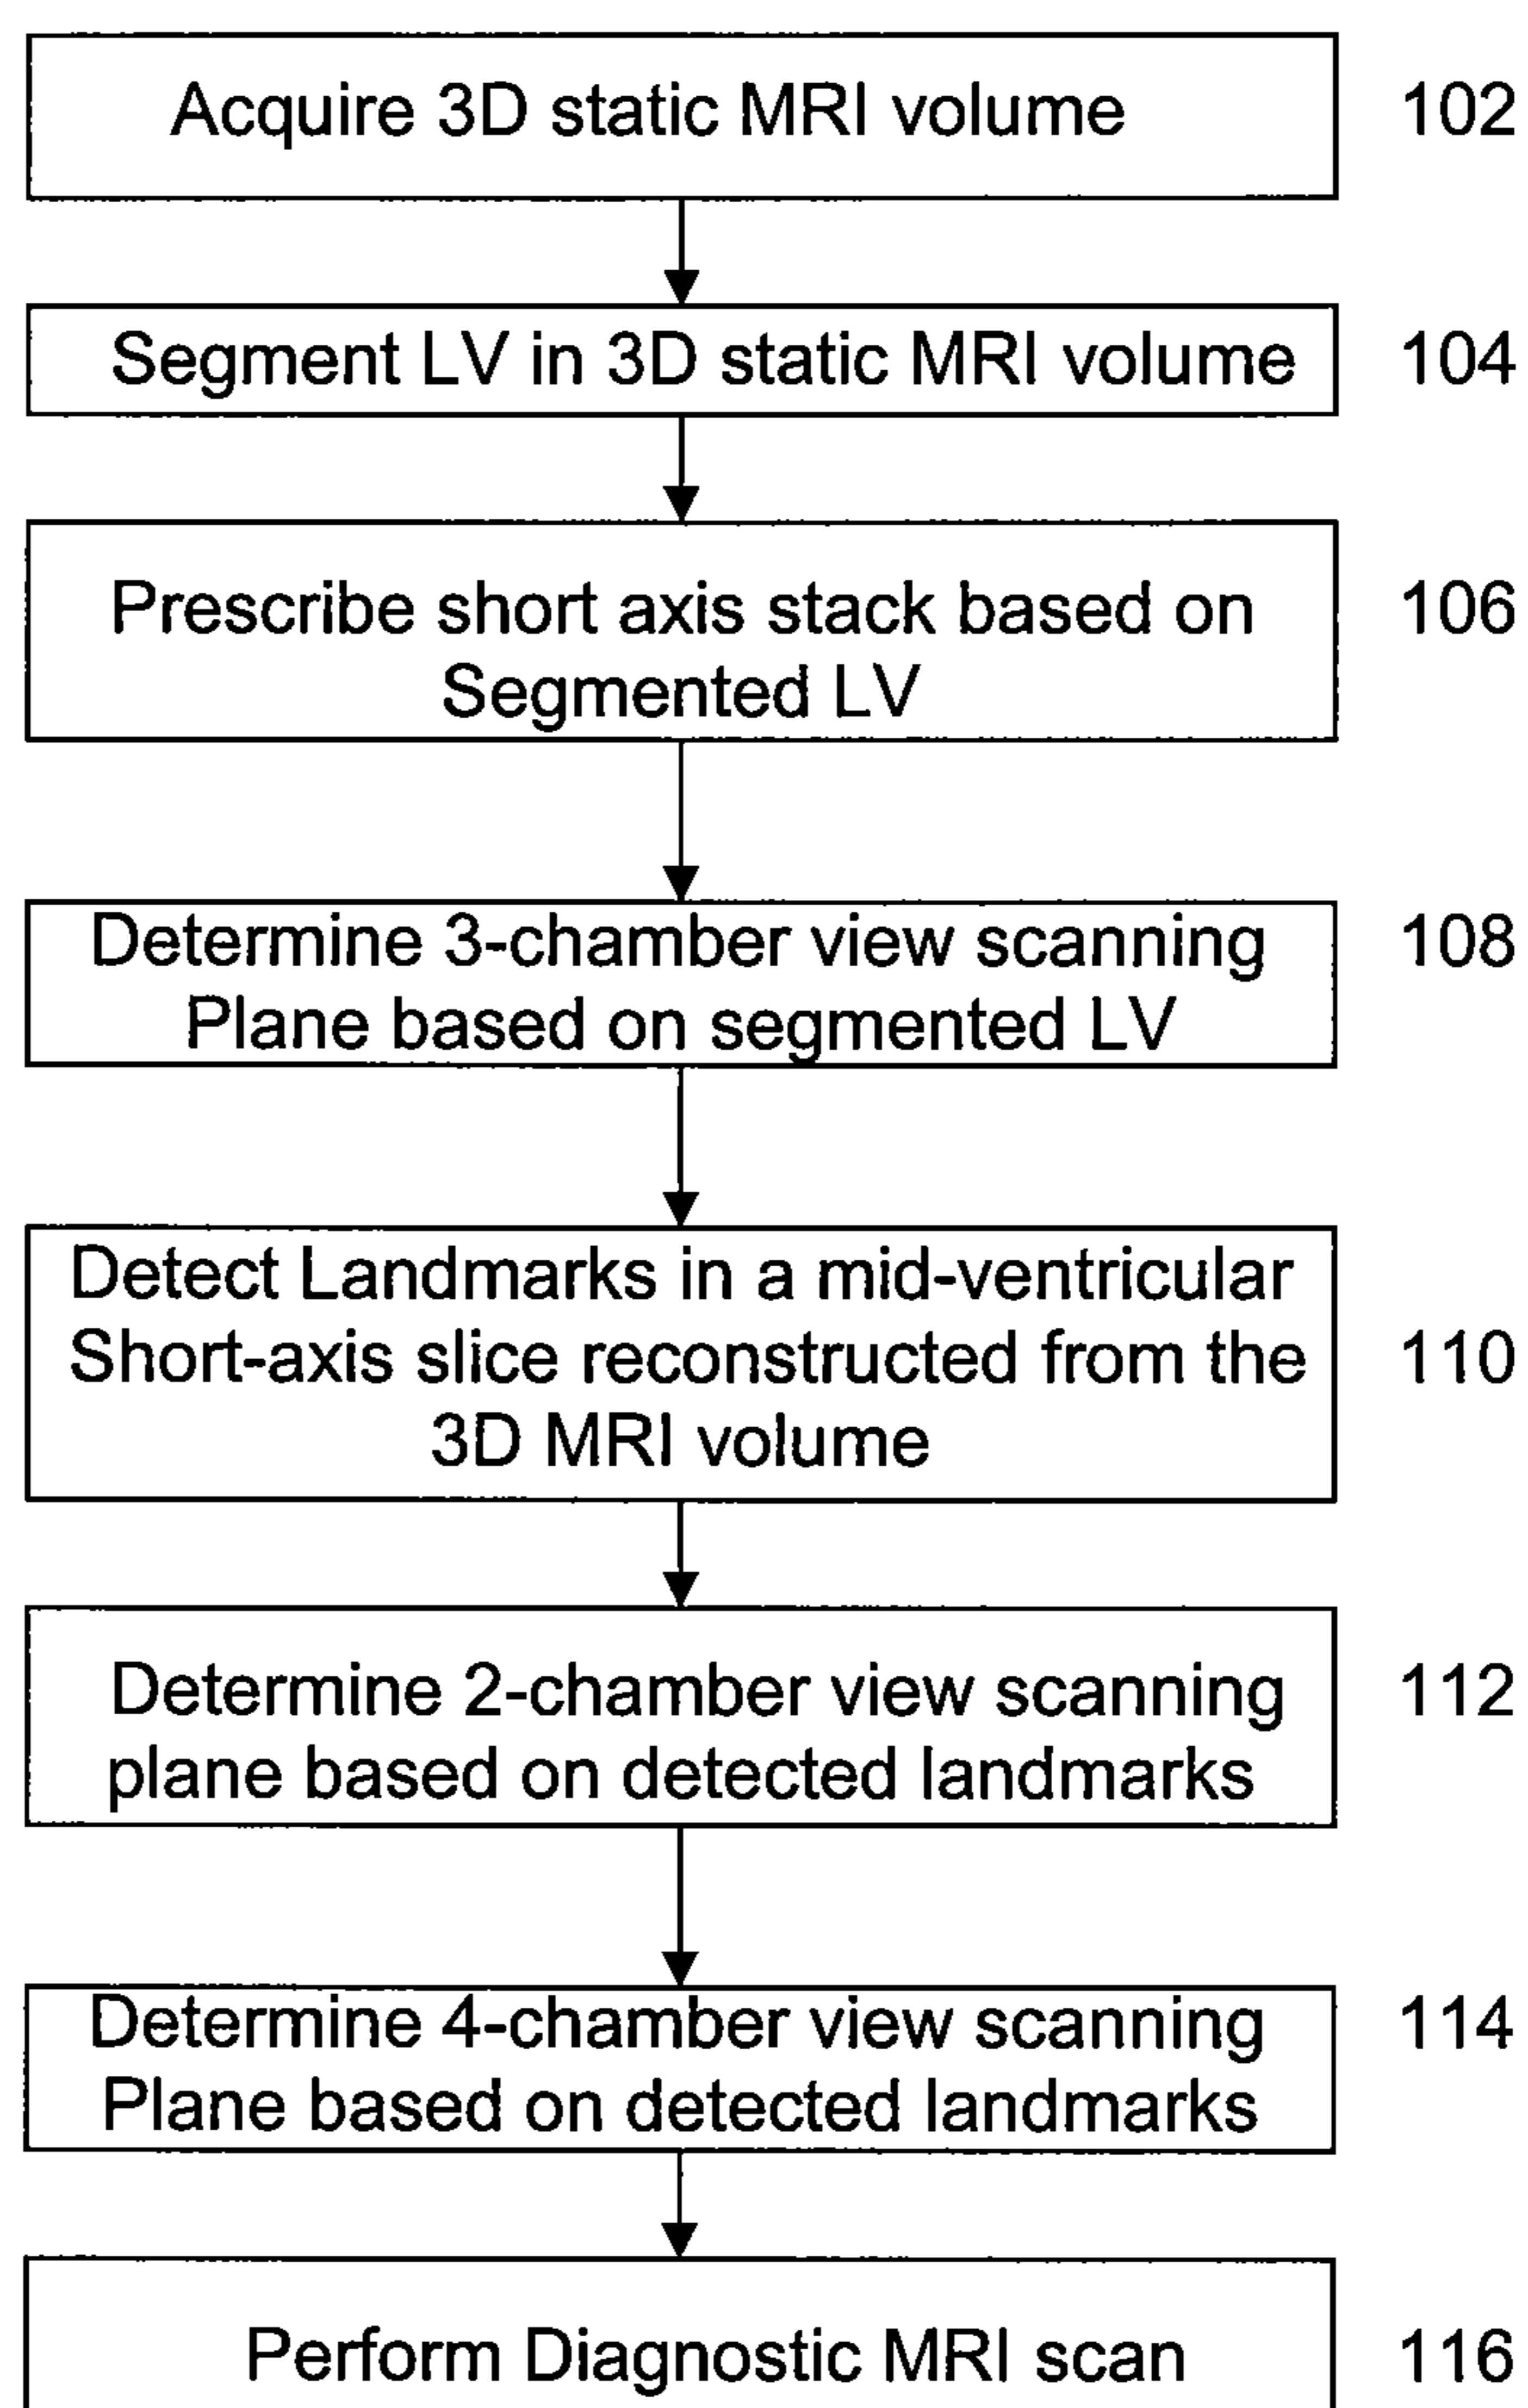 Acquire 3D static MRI volume 102
Segment LV in 3D static MRI volume 104
Prescribe short axis stack based on 106
Segmented LV
Determine 3-chamber view scanning 108
Plane based on segmented LV
Detect Landmarks in a mid-ventricular
Short-axis slice reconstructed from the 110
3D MRI volume
Determine 2-chamber view scanning 112
plane based on detected landmarks
Determine 4-chamber view scanning 114
Plane based on detected landmarks
Perform Diagnostic MRI scan 116